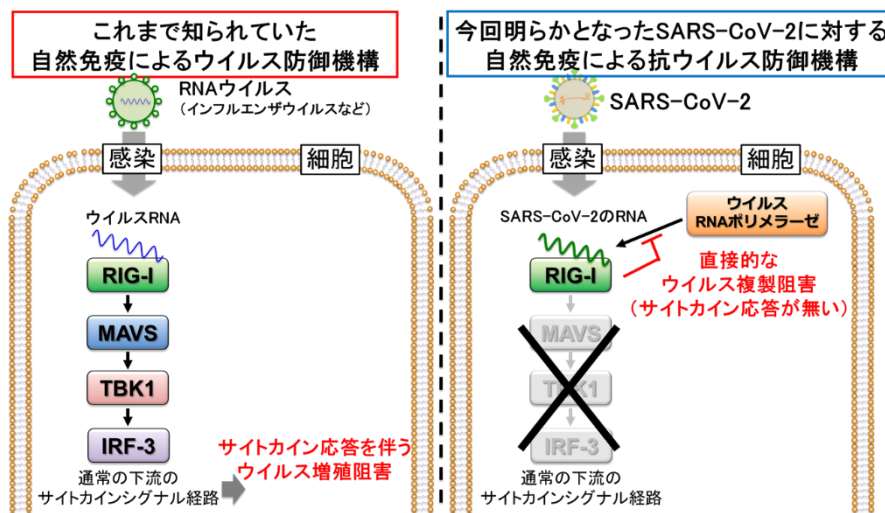 これまで知られていた
自然免疫によるウイルス防御機構
RNAウイルス
(インフルエンザウイルスなど)
感染
細胞
ウイルスRNA
RIG-I
MAVS
TBK1
IRF-3
通常の下流の
サイトカインシグナル経路
サイトカイン応答を伴う
ウイルス増殖阻害
今回明らかとなったSARS-CoV-2に対する
自然免疫による抗ウイルス防御機構
SARS-CoV-2
感染
細胞
SARS-CoV-2のRNA
ウイルス
RNAポリメラーゼ
RIG-I
直接的な
ウイルス複製阻害
(サイトカイン応答が無い)
MAVS
TBK1
IRF-3
通常の下流の
サイトカインシグナル経路